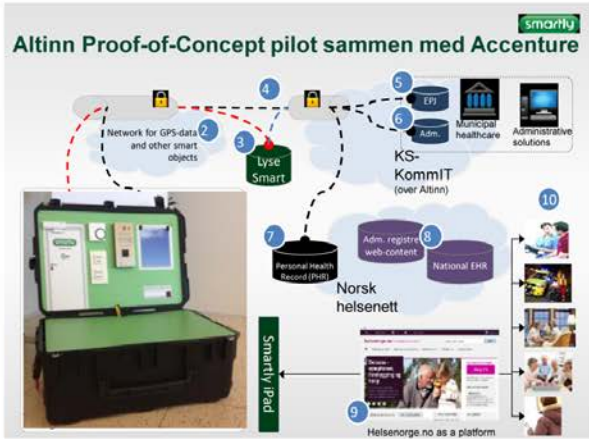 smartly
Altinn Proof-of-Concept pilot sammen med Accenture
4
5
EPJ
Municipal
healthcare
Administrative
solutions
6
Adm.
Network for GPS-data
and other smart
objects
2
3
Lyse
Smart
KS-
KommIT
(over Altinn)
10
7
Personal Health
Record (PHR)
Adm. registre
web-content
8
National EHR
Norsk
helsenett
smartly
Smartly iPad
9
Helsenorge.no as a platform